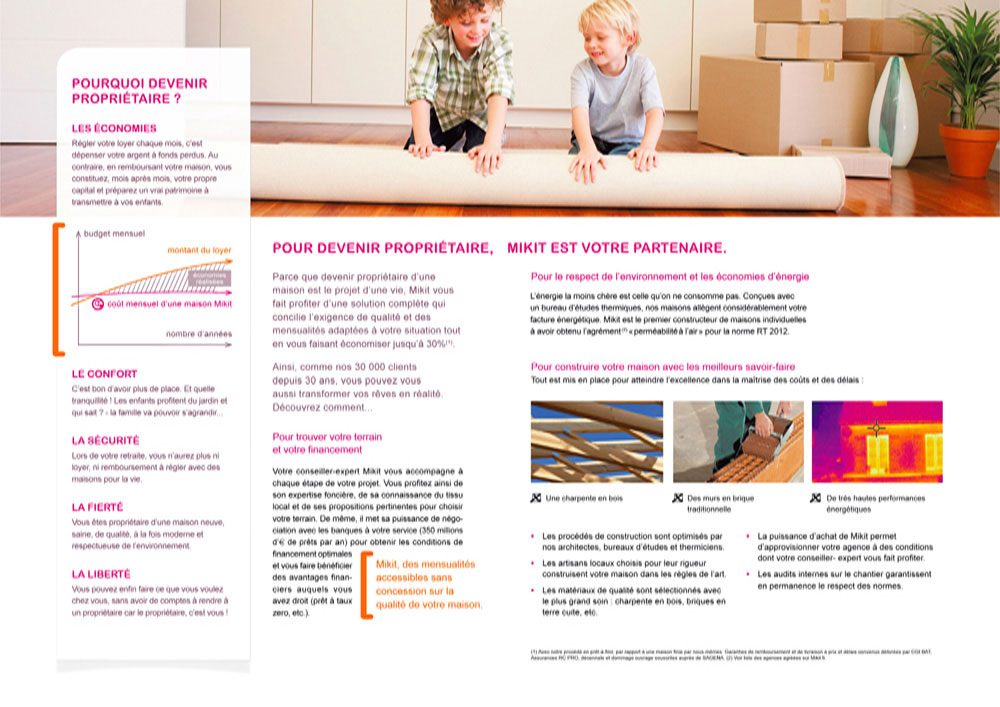 POURQUOI DEVENIR
PROPRIÉTAIRE ?
LES ÉCONOMIES
Régler votre loyer chaque mois, c'est
dépenser votre argent à fonds perdus. Au
contraire, en remboursant votre maison, vous
constituez, mois après mois, votre propre
capital et préparez un vrai patrimoine à
transmettre à vos enfants.
budget mensuel
montant du loyer
économies
réalisées
coût mensuel d'une maison Mikit
nombre d'années
LE CONFORT
C'est bon d'avoir plus de place. Et quelle
tranquillité ! Les enfants profitent du jardin et
qui sait ? - la famille va pouvoir s'agrandir...
LA SÉCURITÉ
Lors de votre retraite, vous n'aurez plus ni
loyer, ni remboursement à régler avec des
maisons pour la vie.
LA FIERTÉ
Vous êtes propriétaire d'une maison neuve,
saine, de qualité, à la fois moderne et
respectueuse de l'environnement.
LA LIBERTÉ
Vous pouvez enfin faire ce que vous voulez
chez vous, sans avoir de comptes à rendre à
un propriétaire car le propriétaire, c'est vous !
POUR DEVENIR PROPRIÉTAIRE, MIKIT EST VOTRE PARTENAIRE.
Parce que devenir propriétaire d'une
maison est le projet d'une vie, Mikit vous
fait profiter d'une solution complète qui
concilie l'exigence de qualité et des
mensualités adaptées à votre situation tout
en vous faisant économiser jusqu'à 30%(1).
Ainsi, comme nos 30 000 clients
depuis 30 ans, vous pouvez vous
aussi transformer vos rêves en réalité.
Découvrez comment...
Pour trouver votre terrain
et votre financement
Votre conseiller-expert Mikit vous accompagne à
chaque étape de votre projet. Vous profitez ainsi de
son expertise foncière, de sa connaissance du tissu
local et de ses propositions pertinentes pour choisir
votre terrain. De même, il met sa puissance de négo-
ciation avec les banques à votre service (350 millions
d'€ de prêts par an) pour obtenir les conditions de
financement optimales
et vous faire bénéficier
des avantages finan-
ciers auquels vous
avez droit (prêt à taux
zero, etc.).
Mikit, des mensualités
accessibles sans
concession sur la
qualité de votre maison.
Pour le respect de l'environnement et les économies d'énergie
L'énergie la moins chère est celle qu'on ne consomme pas. Conçues avec
un bureau d'études thermiques, nos maisons allègent considérablement votre
facture énergétique. Mikit est le premier constructeur de maisons individuelles
à avoir obtenu l'agrément(2) « perméabilité à l'air » pour la norme RT 2012.
Pour construire votre maison avec les meilleurs savoir-faire
Tout est mis en place pour atteindre l'excellence dans la maîtrise des coûts et des délais :
Une charpente en bois
Des murs en brique
traditionnelle
De très hautes performances
énergétiques
• Les procédés de construction sont optimisés par
nos architectes, bureaux d'études et thermiciens.
• Les artisans locaux choisis pour leur rigueur
construisent votre maison dans les règles de l'art.
• Les matériaux de qualité sont sélectionnés avec
le plus grand soin : charpente en bois, briques en
terre cuite, etc.
• La puissance d'achat de Mikit permet
d'approvisionner votre agence à des conditions
dont votre conseiller- expert vous fait profiter.
• Les audits internes sur le chantier garantissent
en permanence le respect des normes.
(1) Avec notre procédé en prêt à finir, par rapport à une maison finie par nous mêmes. Garanties de remboursement et de livraison à prix et délais convenus délivrées par CGI BAT.
Assurances RC PRO, décennale et dommage ouvrage souscrites auprès de SAGENA. (2) Voir liste des agences agréées sur Mikit.fr